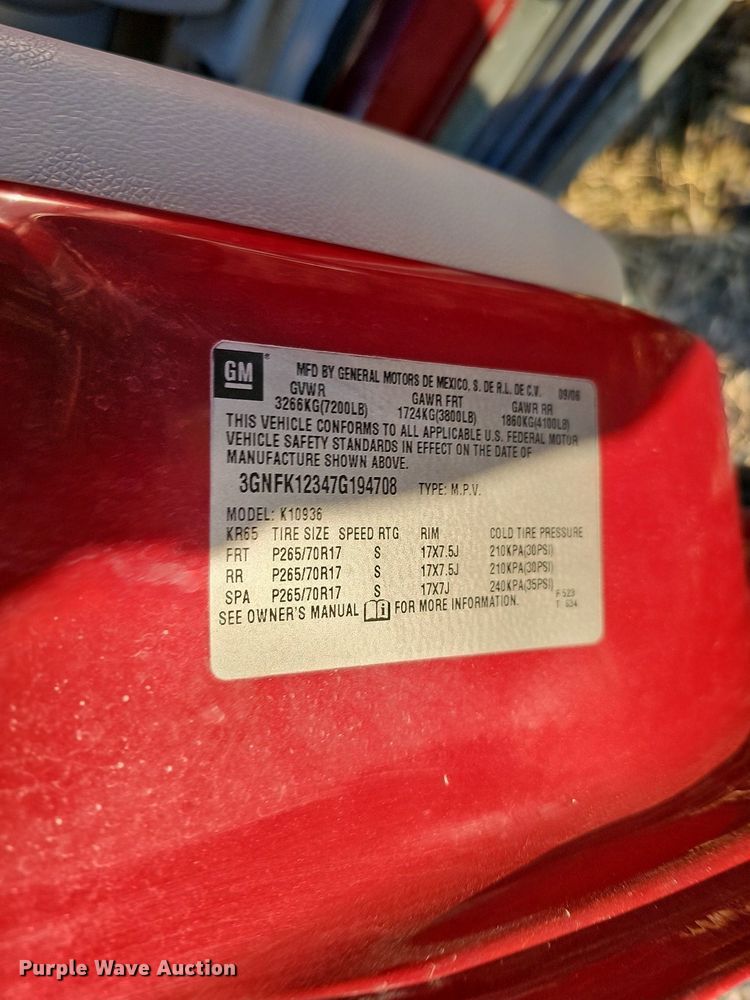 GM
MFD BY GENERAL MOTORS DE MEXICO, S. DE R.L. DE C.V. 09/06
GVWR GAWR FRT GAWR RR
3266KG(7200LB) 1724KG(3800LB) 1860KG(4100LB)
THIS VEHICLE CONFORMS TO ALL APPLICABLE U.S. FEDERAL MOTOR
VEHICLE SAFETY STANDARDS IN EFFECT ON THE DATE OF
MANUFACTURE SHOWN ABOVE.
3GNFK12347G194708 TYPE: M.P.V.
MODEL: K10936
KR65 TIRE SIZE SPEED RTG RIM COLD TIRE PRESSURE
FRT P265/70R17 S 17X7.5J 210KPA(30PSI)
RR P265/70R17 S 17X7.5J 210KPA(30PSI)
SPA P265/70R17 S 17X7J 240KPA(35PSI)
SEE OWNER'S MANUAL FOR MORE INFORMATION.
F 523
T 634
Purple Wave Auction